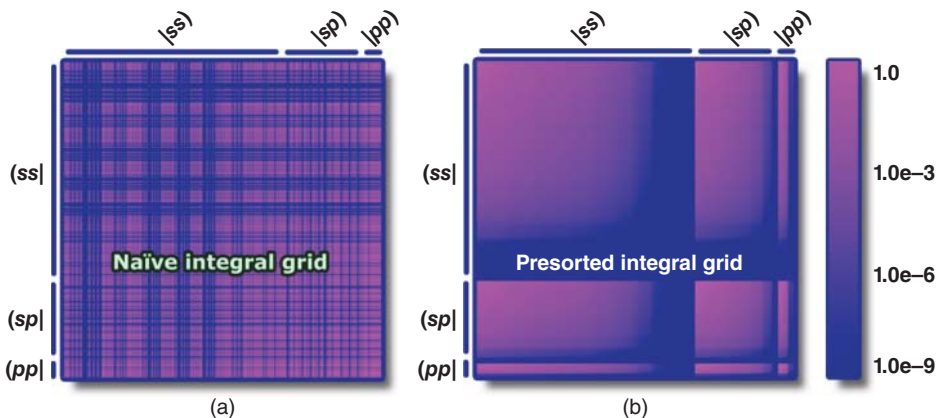 |ss) |sp) |pp)
(ss|
(sp|
(pp|
Naïve integral grid
(a)
|ss) |sp) |pp)
(ss|
(sp|
(pp|
Presorted integral grid
(b)
1.0
1.0e–3
1.0e–6
1.0e–9